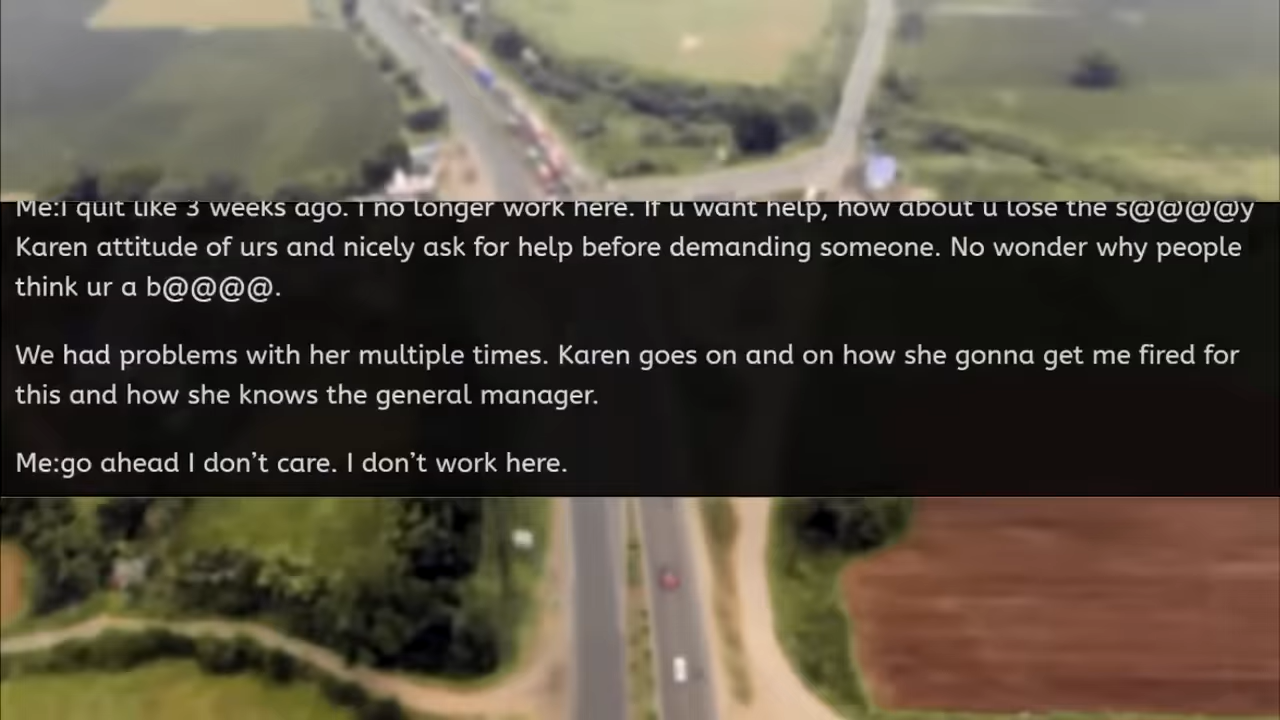 Me:I quit like 3 weeks ago. I no longer work here. If u want help, how about u lose the s@@@@y
Karen attitude of urs and nicely ask for help before demanding someone. No wonder why people
think ur a b@@@@.
We had problems with her multiple times. Karen goes on and on how she gonna get me fired for
this and how she knows the general manager.
Me:go ahead I don’t care. I don’t work here.